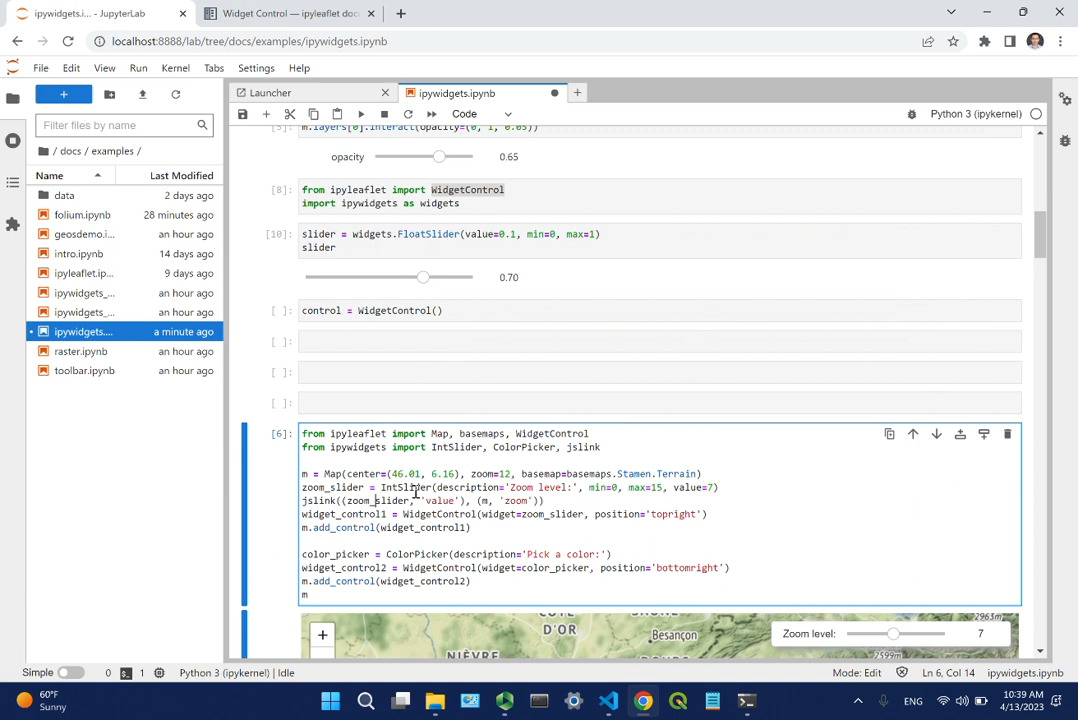 ipywidgets.i... - JupyterLab
Widget Control — ipyleaflet doc
localhost:8888/lab/tree/docs/examples/ipywidgets.ipynb
File Edit View Run Kernel Tabs Settings Help
Launcher
ipywidgets.ipynb
Code
Python 3 (ipykernel)
Filter files by name
/ docs / examples /
Name Last Modified
data 2 days ago
folium.ipynb 28 minutes ago
geosdemo.i... an hour ago
intro.ipynb 14 days ago
ipyleaflet.ip... 9 days ago
ipywidgets_... an hour ago
ipywidgets_... an hour ago
ipywidgets.... a minute ago
raster.ipynb an hour ago
toolbar.ipynb an hour ago
[5]: m.layers[0].interact(opacity=(0, 1, 0.05))
opacity 0.65
[8]: from ipyleaflet import WidgetControl
import ipywidgets as widgets
[10]: slider = widgets.FloatSlider(value=0.1, min=0, max=1)
slider
0.70
[ ]: control = WidgetControl()
[ ]:
[ ]:
[ ]:
[6]: from ipyleaflet import Map, basemaps, WidgetControl
from ipywidgets import IntSlider, ColorPicker, jslink
m = Map(center=(46.01, 6.16), zoom=12, basemap=basemaps.Stamen.Terrain)
zoom_slider = IntSlider(description='Zoom level:', min=0, max=15, value=7)
jslink((zoom_slider, 'value'), (m, 'zoom'))
widget_control1 = WidgetControl(widget=zoom_slider, position='topright')
m.add_control(widget_control1)
color_picker = ColorPicker(description='Pick a color:')
widget_control2 = WidgetControl(widget=color_picker, position='bottomright')
m.add_control(widget_control2)
m
CÔTE-
D'OR
Besançon
NIÈVRE
2963m
2599m
+
Zoom level: 7
Simple 0 1 Python 3 (ipykernel) | Idle Mode: Edit Ln 6, Col 14 ipywidgets.ipynb
60°F
Sunny
ENG
10:39 AM
4/13/2023